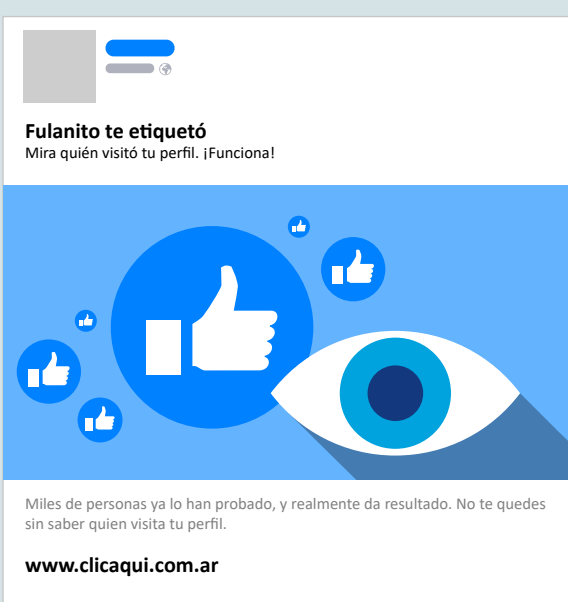 Fulanito te etiquetó
Mira quién visitó tu perfil. ¡Funciona!
Miles de personas ya lo han probado, y realmente da resultado. No te quedes
sin saber quien visita tu perfil.
www.clicaqui.com.ar